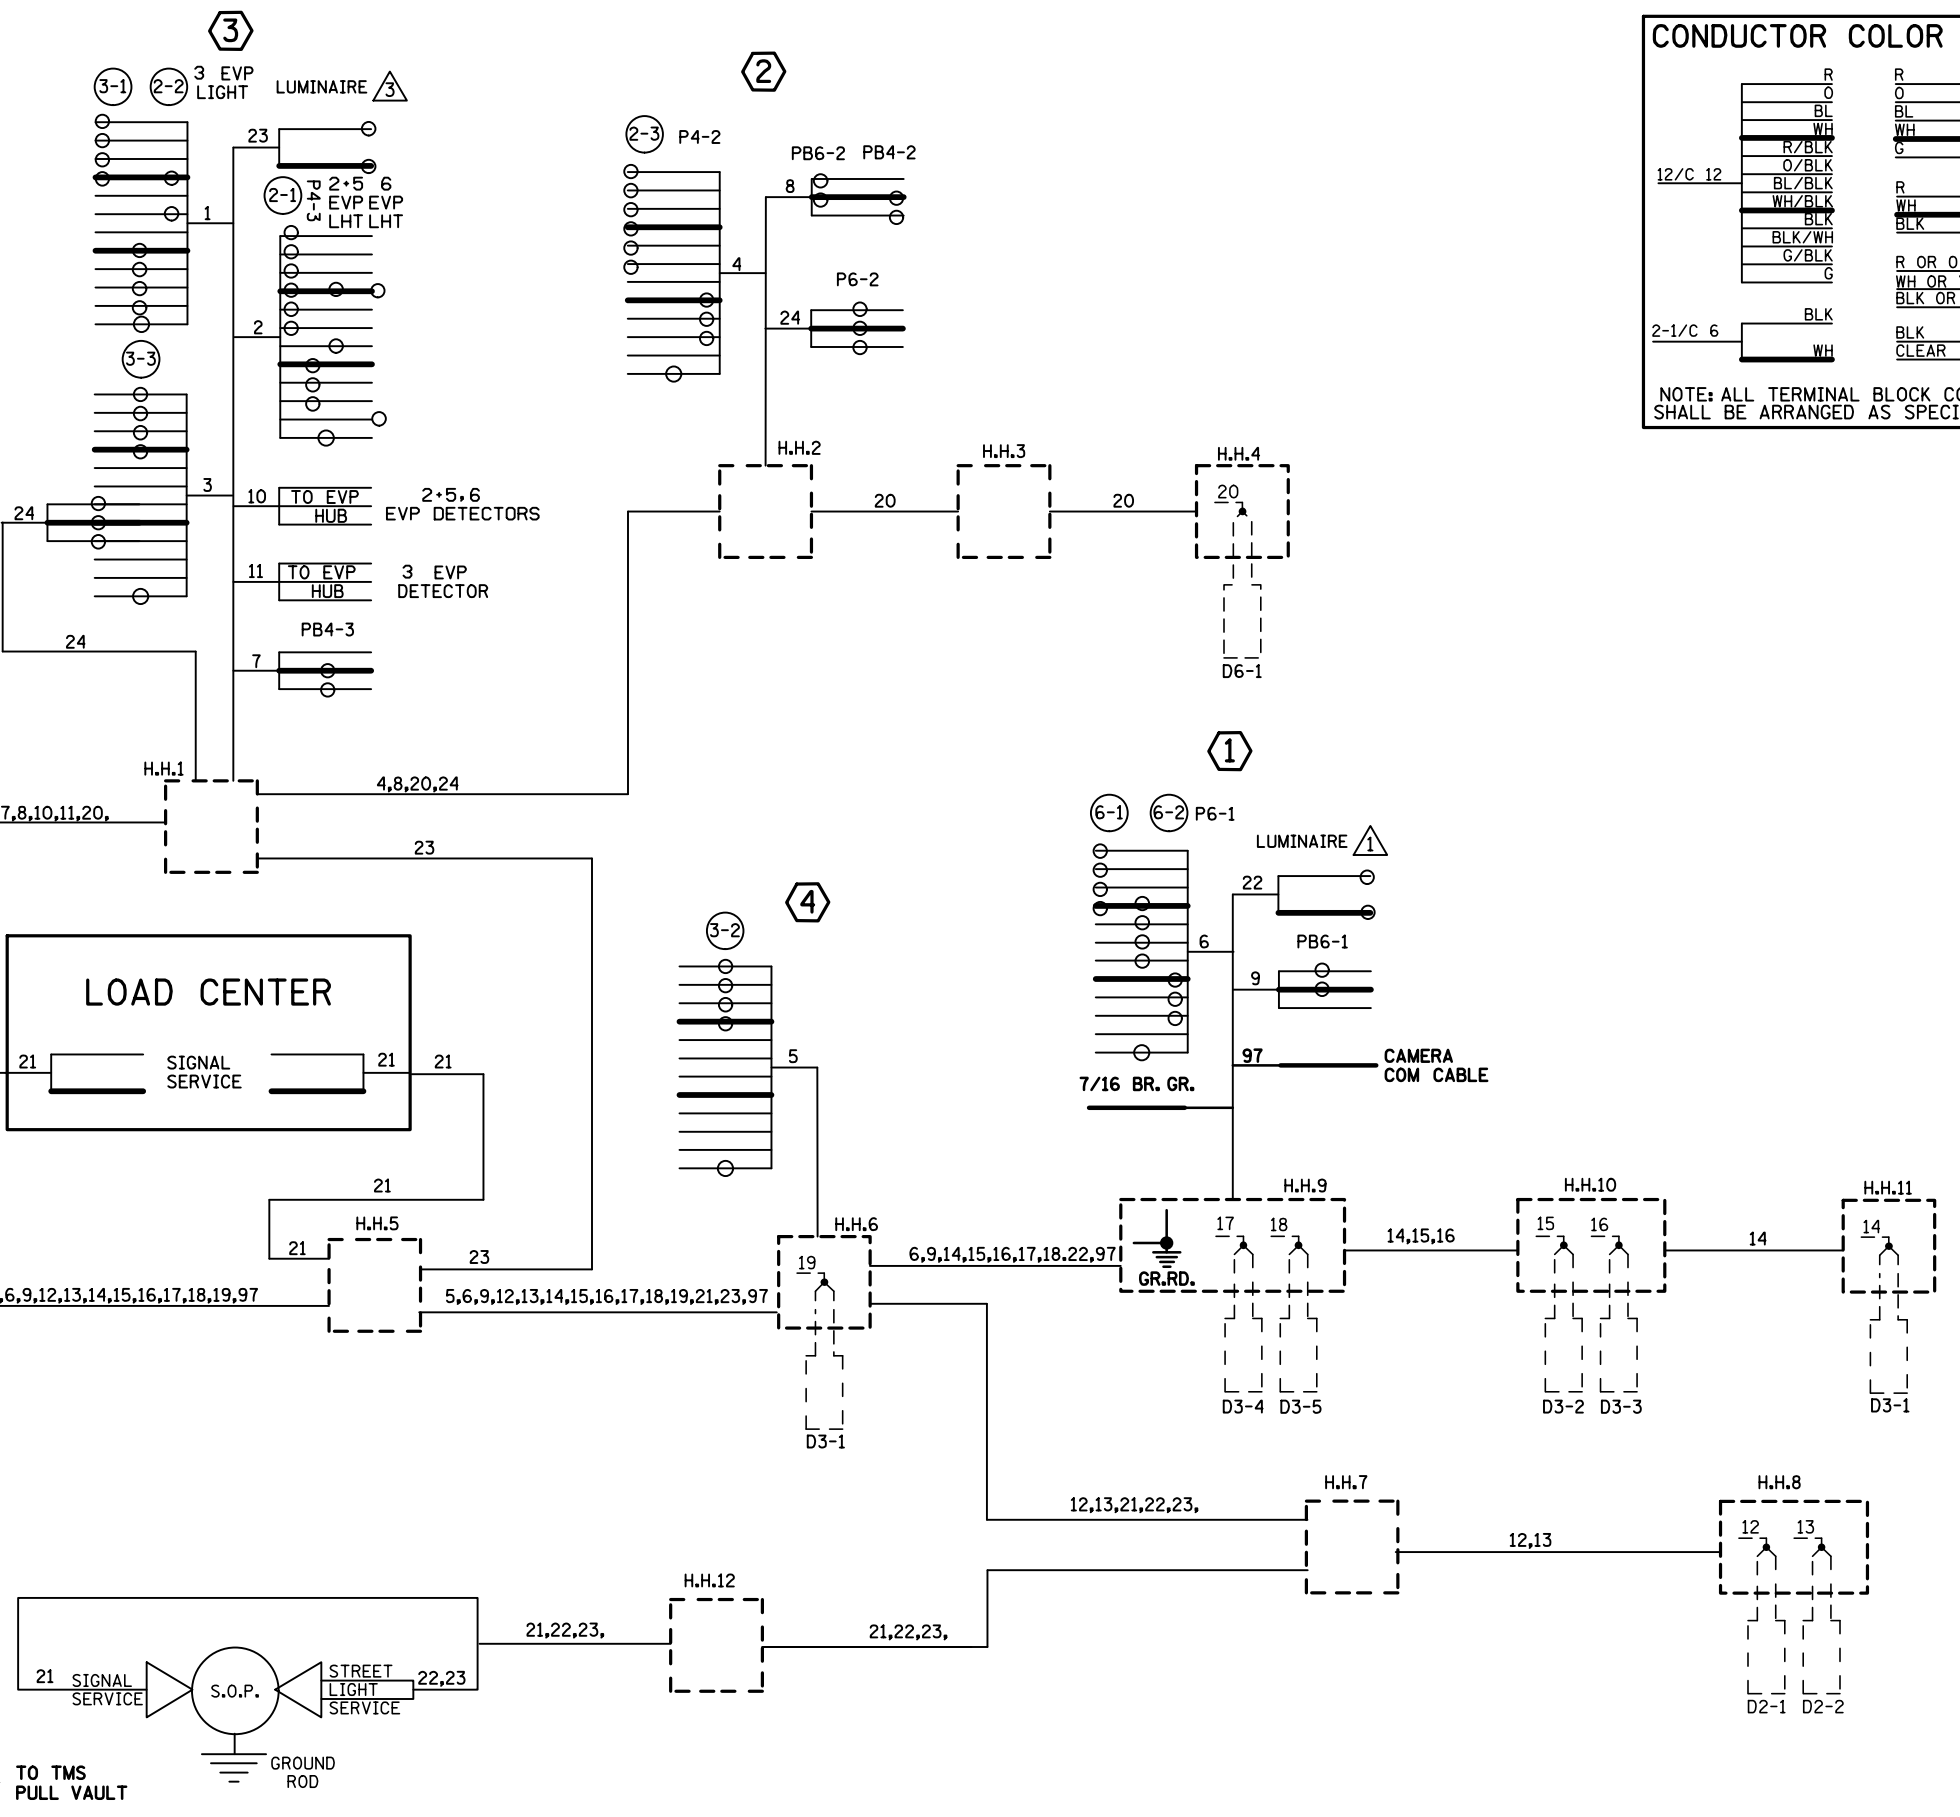 3
3-1
2-2
3 EVP
LIGHT
LUMINAIRE 3
23
2-1
P4-3
2+5 6
EVP EVP
LHT LHT
1
2
3-3
3
24
10
TO EVP
HUB
2+5,6
EVP DETECTORS
11
TO EVP
HUB
3 EVP
DETECTOR
PB4-3
7
24
2
2-3
P4-2
PB6-2 PB4-2
8
4
P6-2
24
H.H.2
H.H.3
H.H.4
20
20
20
D6-1
CONDUCTOR COLOR
R
O
BL
WH
R/BLK
O/BLK
BL/BLK
WH/BLK
BLK
BLK/WH
G/BLK
G
12/C 12
BLK
2-1/C 6
WH
R
O
BL
WH
G
R
WH
BLK
R OR O
WH OR
BLK OR
BLK
CLEAR
NOTE: ALL TERMINAL BLOCK
SHALL BE ARRANGED AS
H.H.1
4,8,20,24
7,8,10,11,20,
23
1
6-1
6-2
P6-1
LUMINAIRE 1
22
6
PB6-1
9
97
CAMERA
COM CABLE
7/16 BR. GR.
4
3-2
5
LOAD CENTER
21
SIGNAL
SERVICE
21
21
21
21
H.H.5
23
,6,9,12,13,14,15,16,17,18,19,97
5,6,9,12,13,14,15,16,17,18,19,21,23,97
H.H.6
19
D3-1
6,9,14,15,16,17,18.22,97
H.H.9
17
18
GR.RD.
D3-4
D3-5
14,15,16
H.H.10
15
16
D3-2
D3-3
14
H.H.11
14
D3-1
12,13,21,22,23,
H.H.7
12,13
H.H.8
12
13
D2-1
D2-2
H.H.12
21,22,23,
21,22,23,
21
SIGNAL
SERVICE
S.O.P.
STREET
LIGHT
SERVICE
22,23
GROUND
ROD
TO TMS
PULL VAULT